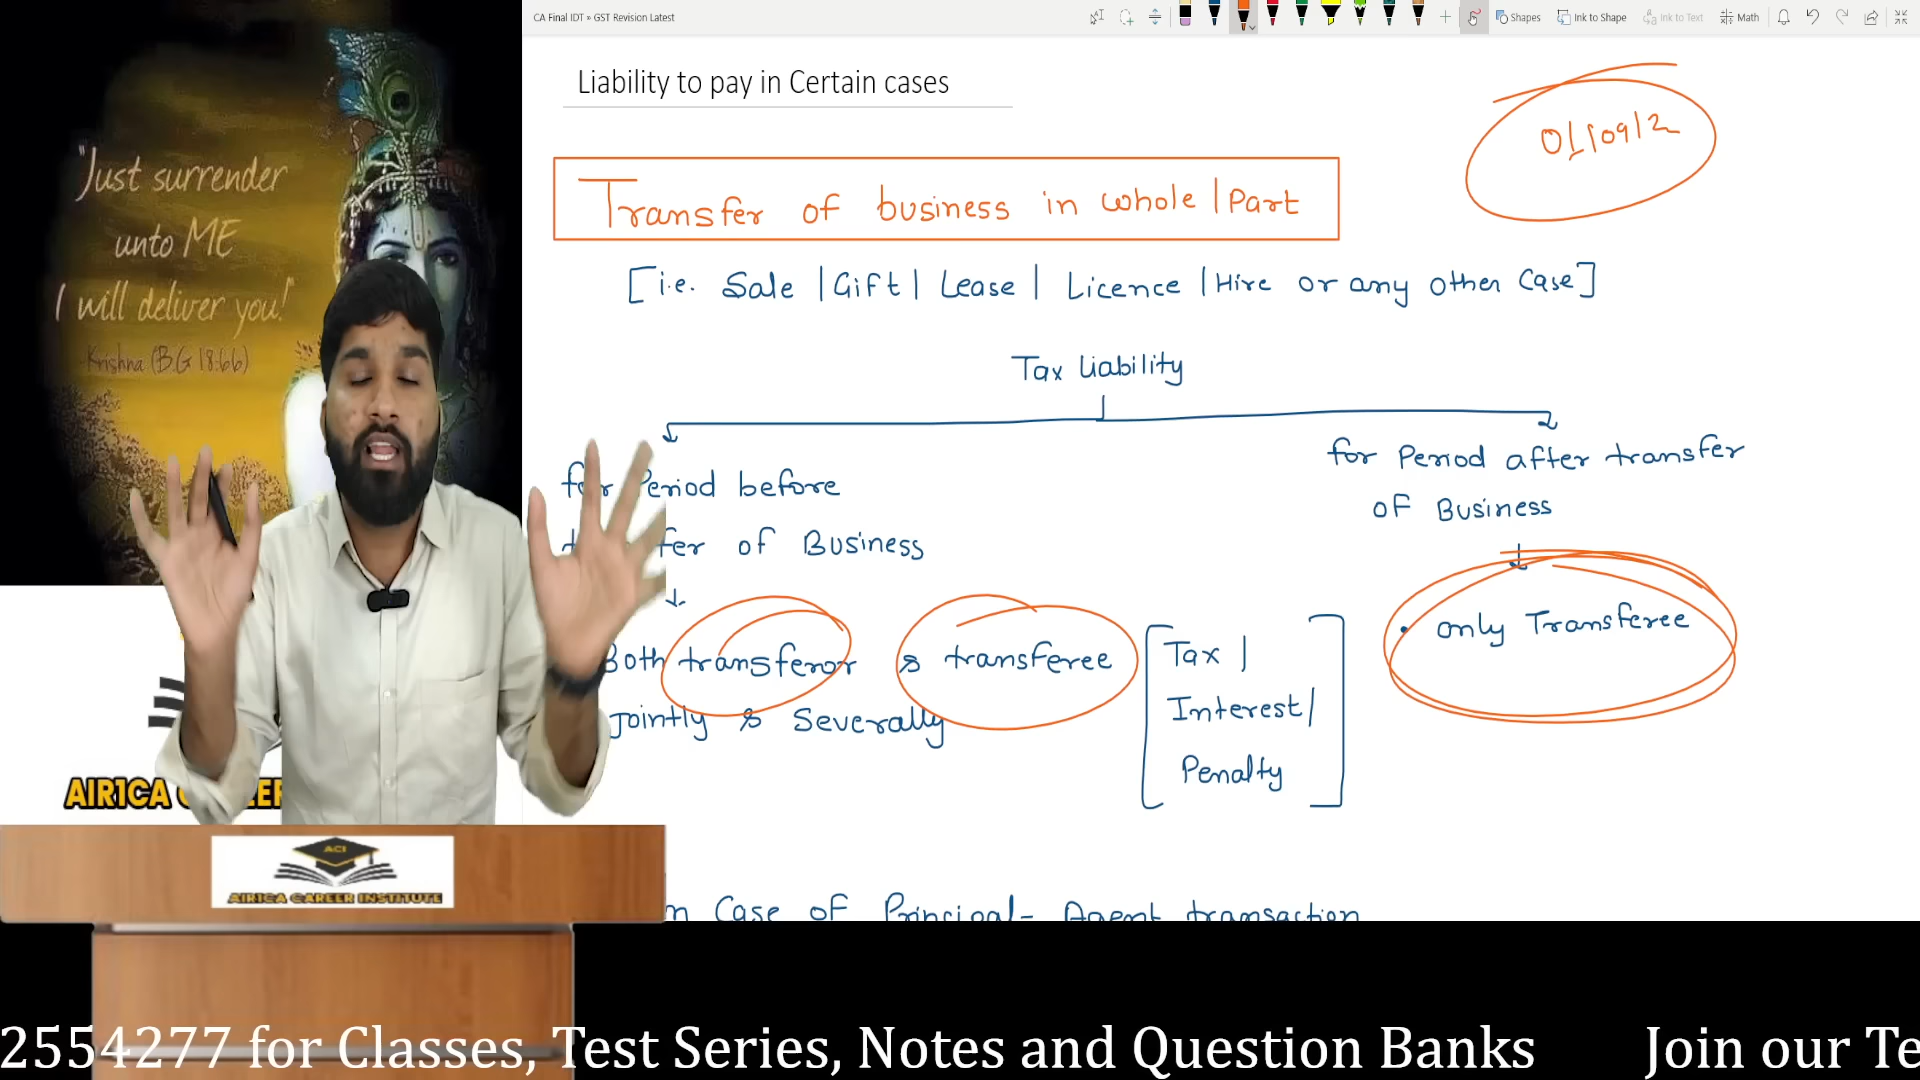 CA Final IDT » GST Revision Latest
Shapes
Ink to Shape
Ink to Text
Math
Liability to pay in Certain cases
01/09/2
Transfer of business in whole | Part
[i.e. Sale | Gift | Lease | Licence | Hire or any other Case]
Tax Liability
for Period before
of Business
for Period after transfer
of Business
Both transferor & transferee
Jointly & Severally
Tax |
Interest |
Penalty
• only Transferee
Case of Principal- Agent transaction
"Just surrender
unto ME
I will deliver you!"
-Krishna (B.G 18:66)
AIR1CA
ACI
AIR1CA CAREER INSTITUTE
2554277 for Classes, Test Series, Notes and Question Banks Join our Te